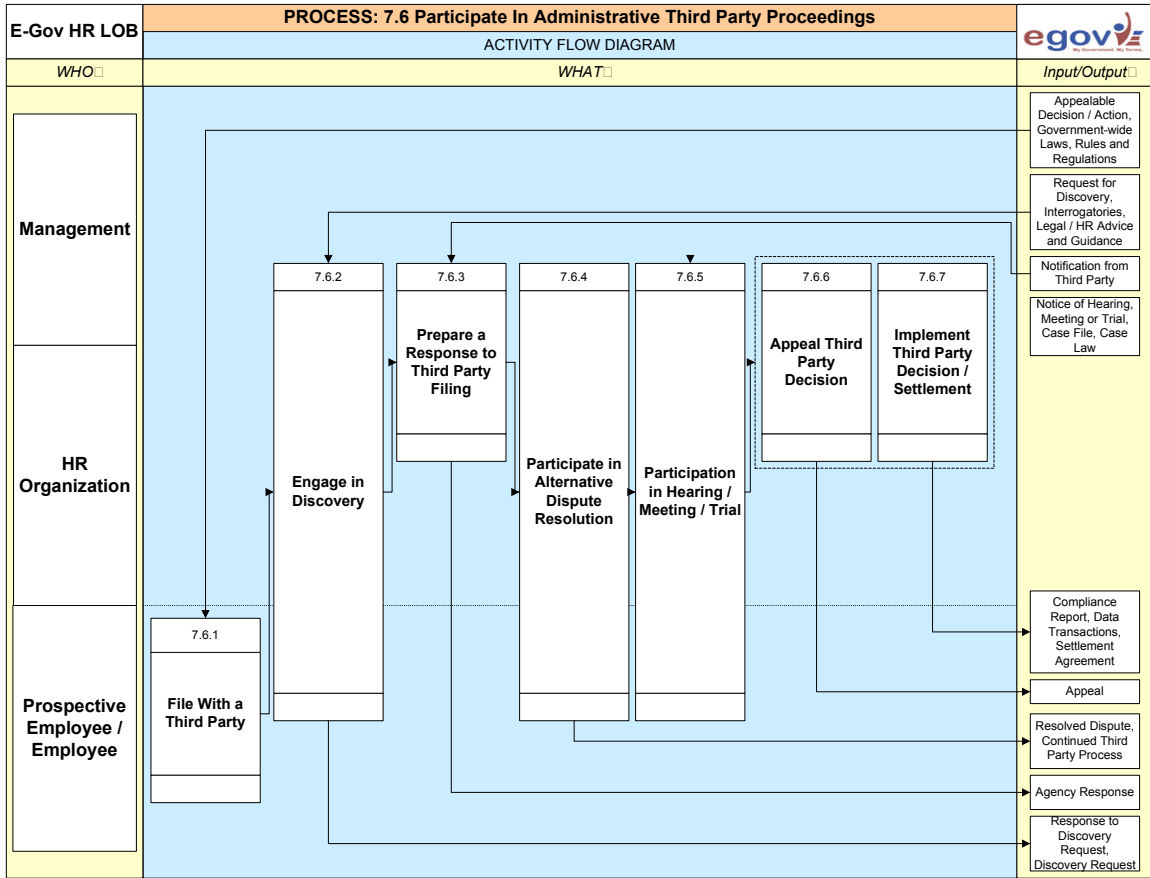 E-Gov HR LOB
PROCESS: 7.6 Participate In Administrative Third Party Proceedings
ACTIVITY FLOW DIAGRAM
egov
My Government. My Terms.
WHO□
WHAT□
Input/Output□
Management
HR
Organization
Prospective
Employee /
Employee
7.6.1
File With a
Third Party
7.6.2
Engage in
Discovery
7.6.3
Prepare a
Response to
Third Party
Filing
7.6.4
Participate in
Alternative
Dispute
Resolution
7.6.5
Participation
in Hearing /
Meeting / Trial
7.6.6
Appeal Third
Party
Decision
7.6.7
Implement
Third Party
Decision /
Settlement
Appealable
Decision / Action,
Government-wide
Laws, Rules and
Regulations
Request for
Discovery,
Interrogatories,
Legal / HR Advice
and Guidance
Notification from
Third Party
Notice of Hearing,
Meeting or Trial,
Case File, Case
Law
Compliance
Report, Data
Transactions,
Settlement
Agreement
Appeal
Resolved Dispute,
Continued Third
Party Process
Agency Response
Response to
Discovery
Request,
Discovery Request